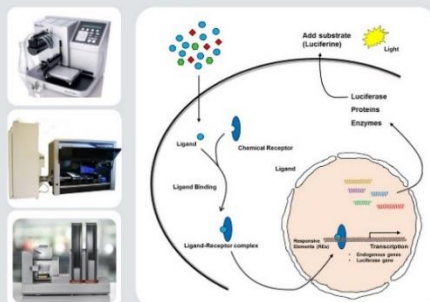 Add substrate
(Luciferine)
Light
Luciferase
Proteins
Enzymes
Ligand
Chemical Receptor
Ligand
Ligand Binding
Ligand-Receptor complex
Responsive
Elements (REs)
Transcription
• Endogenous genes
• Luciferase gene